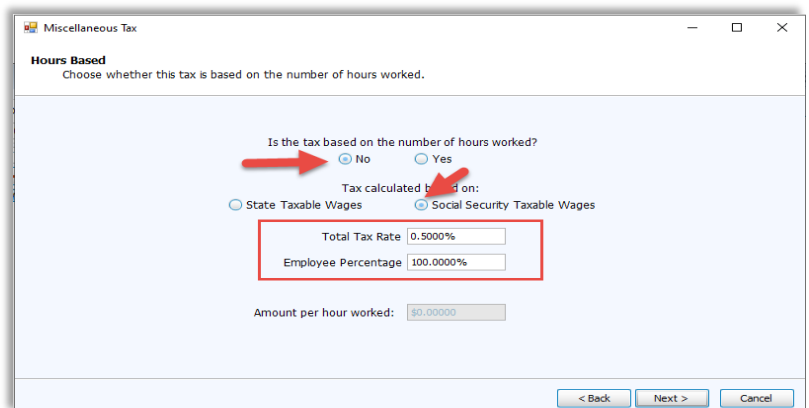 Miscellaneous Tax
Hours Based
Choose whether this tax is based on the number of hours worked.
Is the tax based on the number of hours worked?
No Yes
Tax calculated based on:
State Taxable Wages Social Security Taxable Wages
Total Tax Rate 0.5000%
Employee Percentage 100.0000%
Amount per hour worked: $0.00000
< Back Next > Cancel